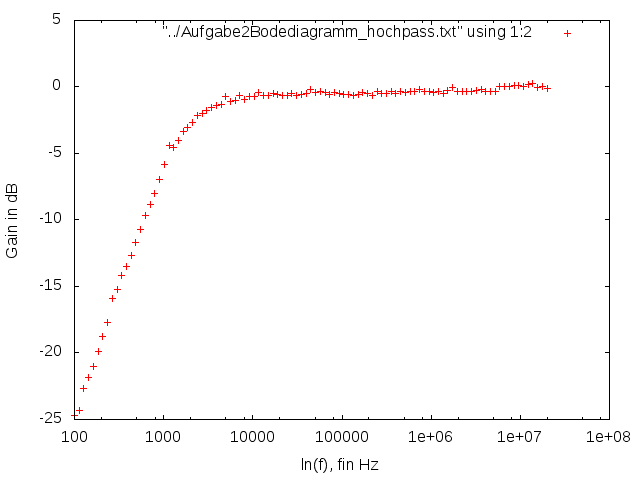 "../Aufgabe2Bodediagramm_hochpass.txt" using 1:2
5
0
-5
-10
-15
-20
-25
Gain in dB
100 1000 10000 100000 1e+06 1e+07 1e+08
ln(f), fin Hz